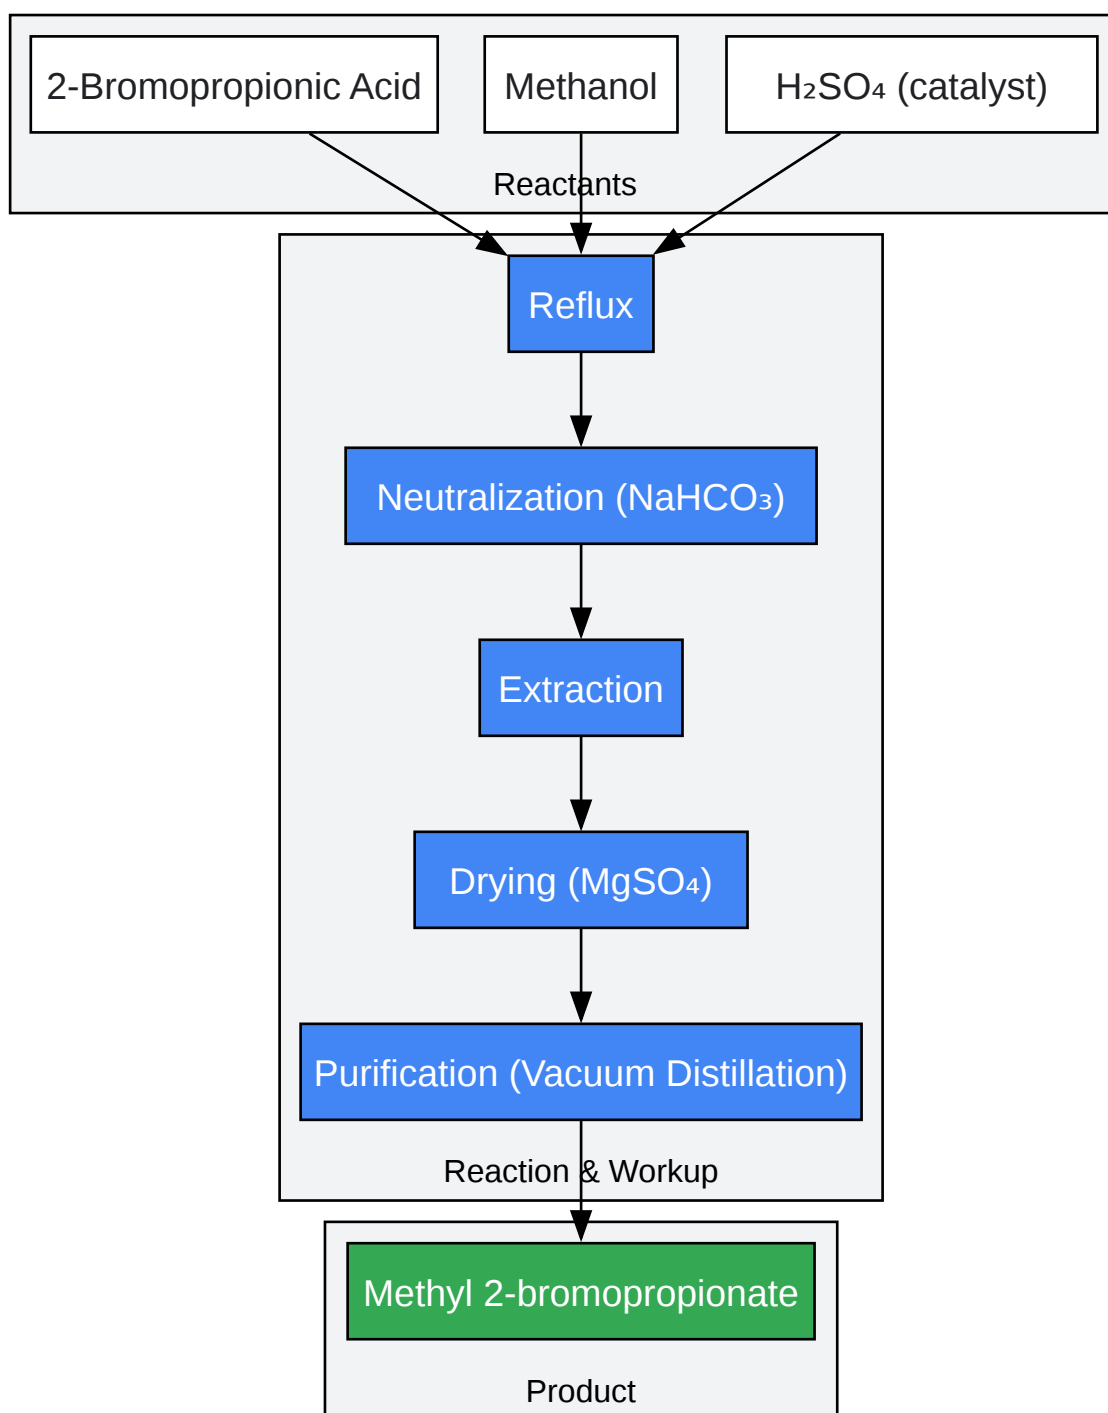 2-Bromopropionic Acid
Methanol
H₂SO₄ (catalyst)
Reactants
Reflux
Neutralization (NaHCO₃)
Extraction
Drying (MgSO₄)
Purification (Vacuum Distillation)
Reaction & Workup
Methyl 2-bromopropionate
Product